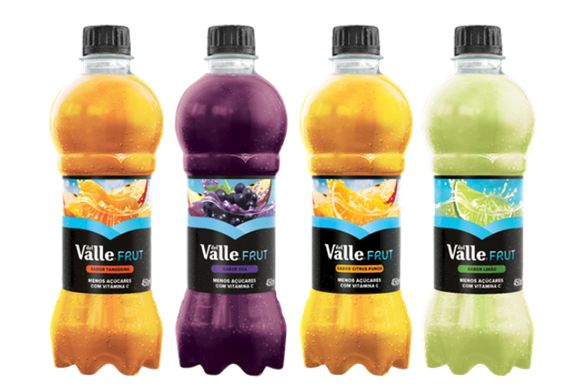 del Valle FRUT
SABOR TANGERINA
MENOS AÇÚCARES
COM VITAMINA C
del Valle FRUT
SABOR UVA
MENOS AÇÚCARES
COM VITAMINA C
450ml
del Valle FRUT
SABOR CITRUS PUNCH
MENOS AÇÚCARES
COM VITAMINA C
del Valle FRUT
SABOR LIMÃO
MENOS AÇÚCARES
COM VITAMINA C